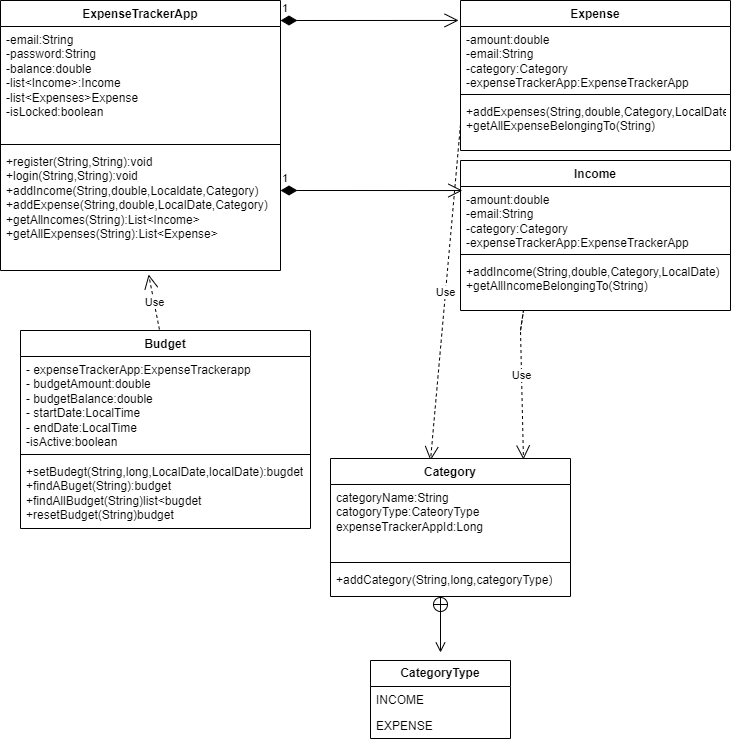 ExpenseTrackerApp
-email:String
-password:String
-balance:double
-list<Income>:Income
-list<Expenses>Expense
-isLocked:boolean
+register(String,String):void
+login(String,String):void
+addIncome(String,double,Localdate,Category)
+addExpense(String,double,LocalDate,Category)
+getAllncomes(String):List<Income>
+getAllExpenses(String):List<Expense>
1
1
Expense
-amount:double
-email:String
-category:Category
-expenseTrackerApp:ExpenseTrackerApp
+addExpenses(String,double,Category,LocalDate
+getAllExpenseBelongingTo(String)
Income
-amount:double
-email:String
-category:Category
-expenseTrackerApp:ExpenseTrackerApp
+addIncome(String,double,Category,LocalDate)
+getAllIncomeBelongingTo(String)
Use
Use
Use
Budget
- expenseTrackerApp:ExpenseTrackerapp
- budgetAmount:double
- budgetBalance:double
- startDate:LocalTime
- endDate:LocalTime
-isActive:boolean
+setBudegt(String,long,LocalDate,localDate):bugdet
+findABuget(String):budget
+findAllBudget(String)list<bugdet
+resetBudget(String)budget
Category
categoryName:String
catogoryType:CateoryType
expenseTrackerAppId:Long
+addCategory(String,long,categoryType)
CategoryType
INCOME
EXPENSE